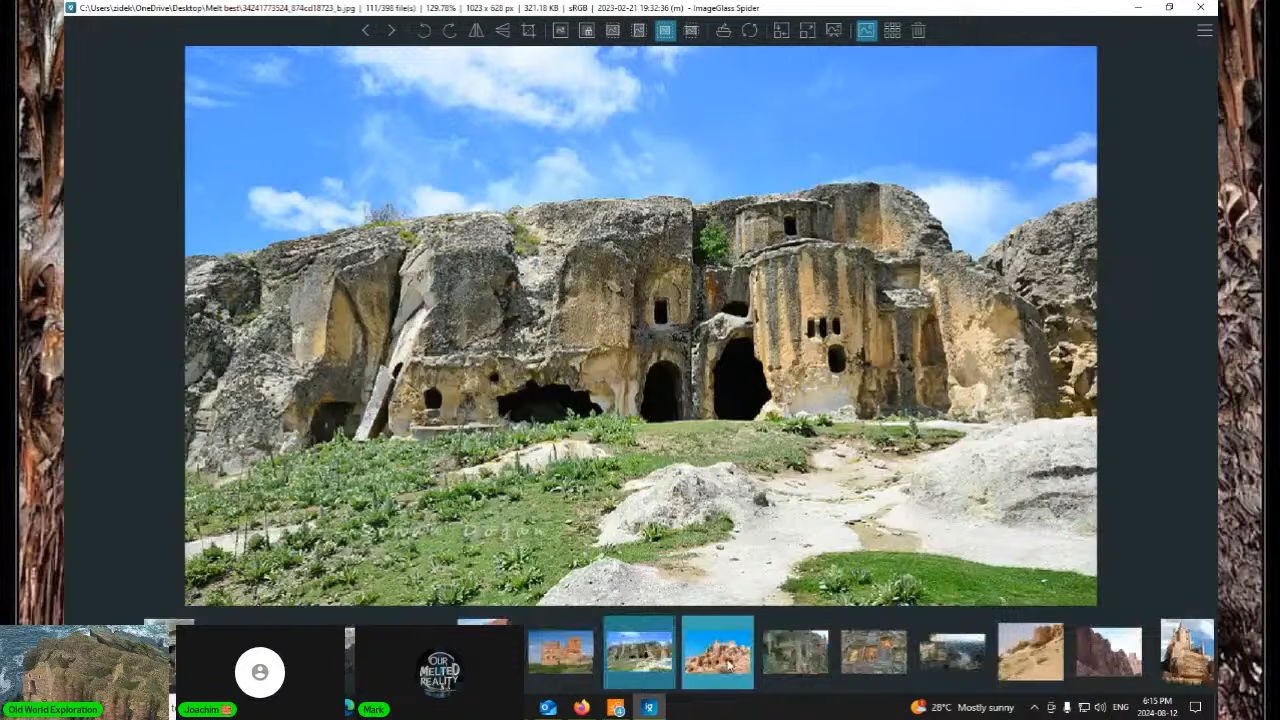 C:\Users\zidek\OneDrive\Desktop\Melt best\34241773524_874cd18723_b.jpg | 111/398 file(s) | 129.78% | 1023 x 628 px | 321.18 KB | sRGB | 2023-02-21 19:32:36 (m) - ImageGlass Spider
OUR
MELTED
REALITY
Old World Exploration
Joachim
Mark
28°C Mostly sunny
ENG
6:15 PM
2024-08-12